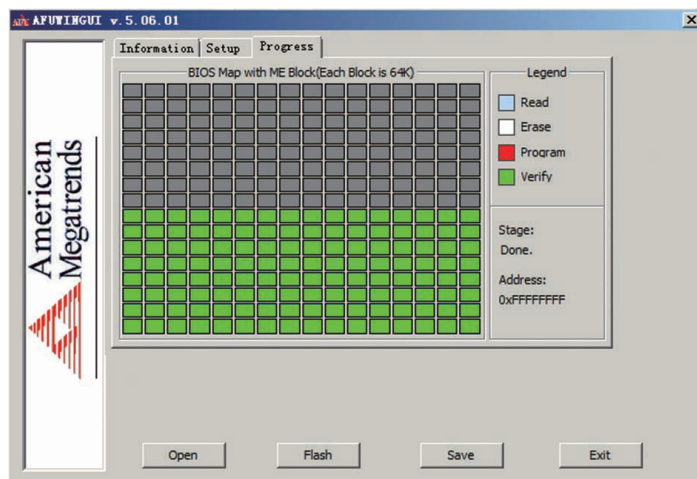 AFUWINGUI v.5.06.01
X
Information
Setup
Progress
BIOS Map with ME Block(Each Block is 64K)
Legend
Read
Erase
Program
Verify
Stage:
Done.
Address:
0xFFFFFFFF
American
Megatrends
Open
Flash
Save
Exit